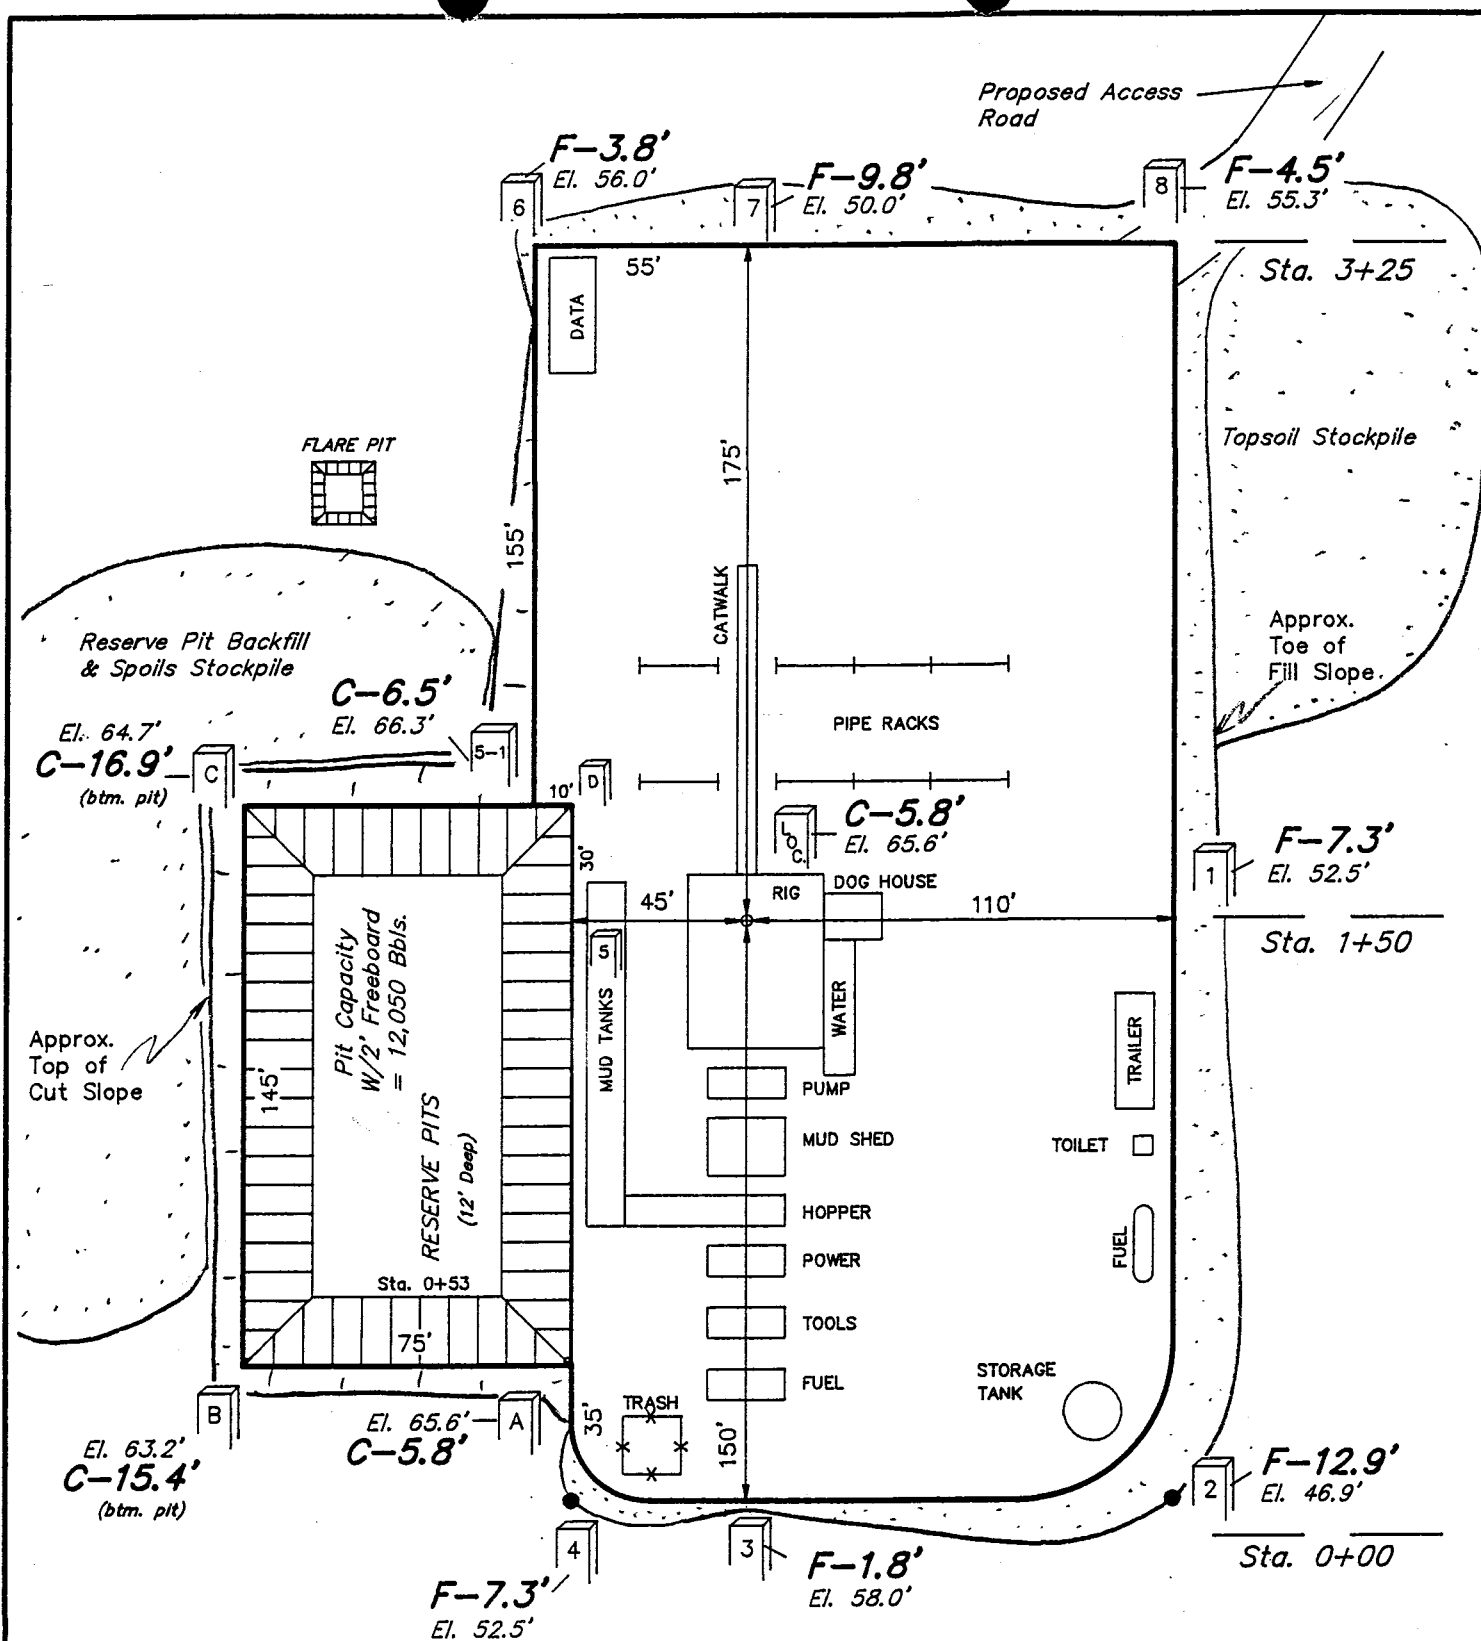 Proposed Access
Road
F-3.8'
El. 56.0'
6
F-9.8'
El. 50.0'
7
F-4.5'
El. 55.3'
8
Sta. 3+25
55'
DATA
175'
FLARE PIT
Topsoil Stockpile
155'
CATWALK
Reserve Pit Backfill
& Spoils Stockpile
Approx.
Toe of
Fill Slope
C-6.5'
El. 66.3'
5-1
El. 64.7'
C-16.9'
(btm. pit)
C
PIPE RACKS
D
10'
30'
LOC.
C-5.8'
El. 65.6'
F-7.3'
El. 52.5'
1
RIG
DOG HOUSE
45'
110'
Sta. 1+50
5
MUD TANKS
WATER
Pit Capacity
W/2' Freeboard
= 12,050 Bbls.
RESERVE PITS
(12' Deep)
145'
Approx.
Top of
Cut Slope
TRAILER
PUMP
MUD SHED
TOILET
HOPPER
FUEL
POWER
Sta. 0+53
TOOLS
75'
FUEL
STORAGE
TANK
TRASH
35'
150'
B
El. 63.2'
C-15.4'
(btm. pit)
A
El. 65.6'
C-5.8'
2
F-12.9'
El. 46.9'
Sta. 0+00
4
F-7.3'
El. 52.5'
3
F-1.8'
El. 58.0'